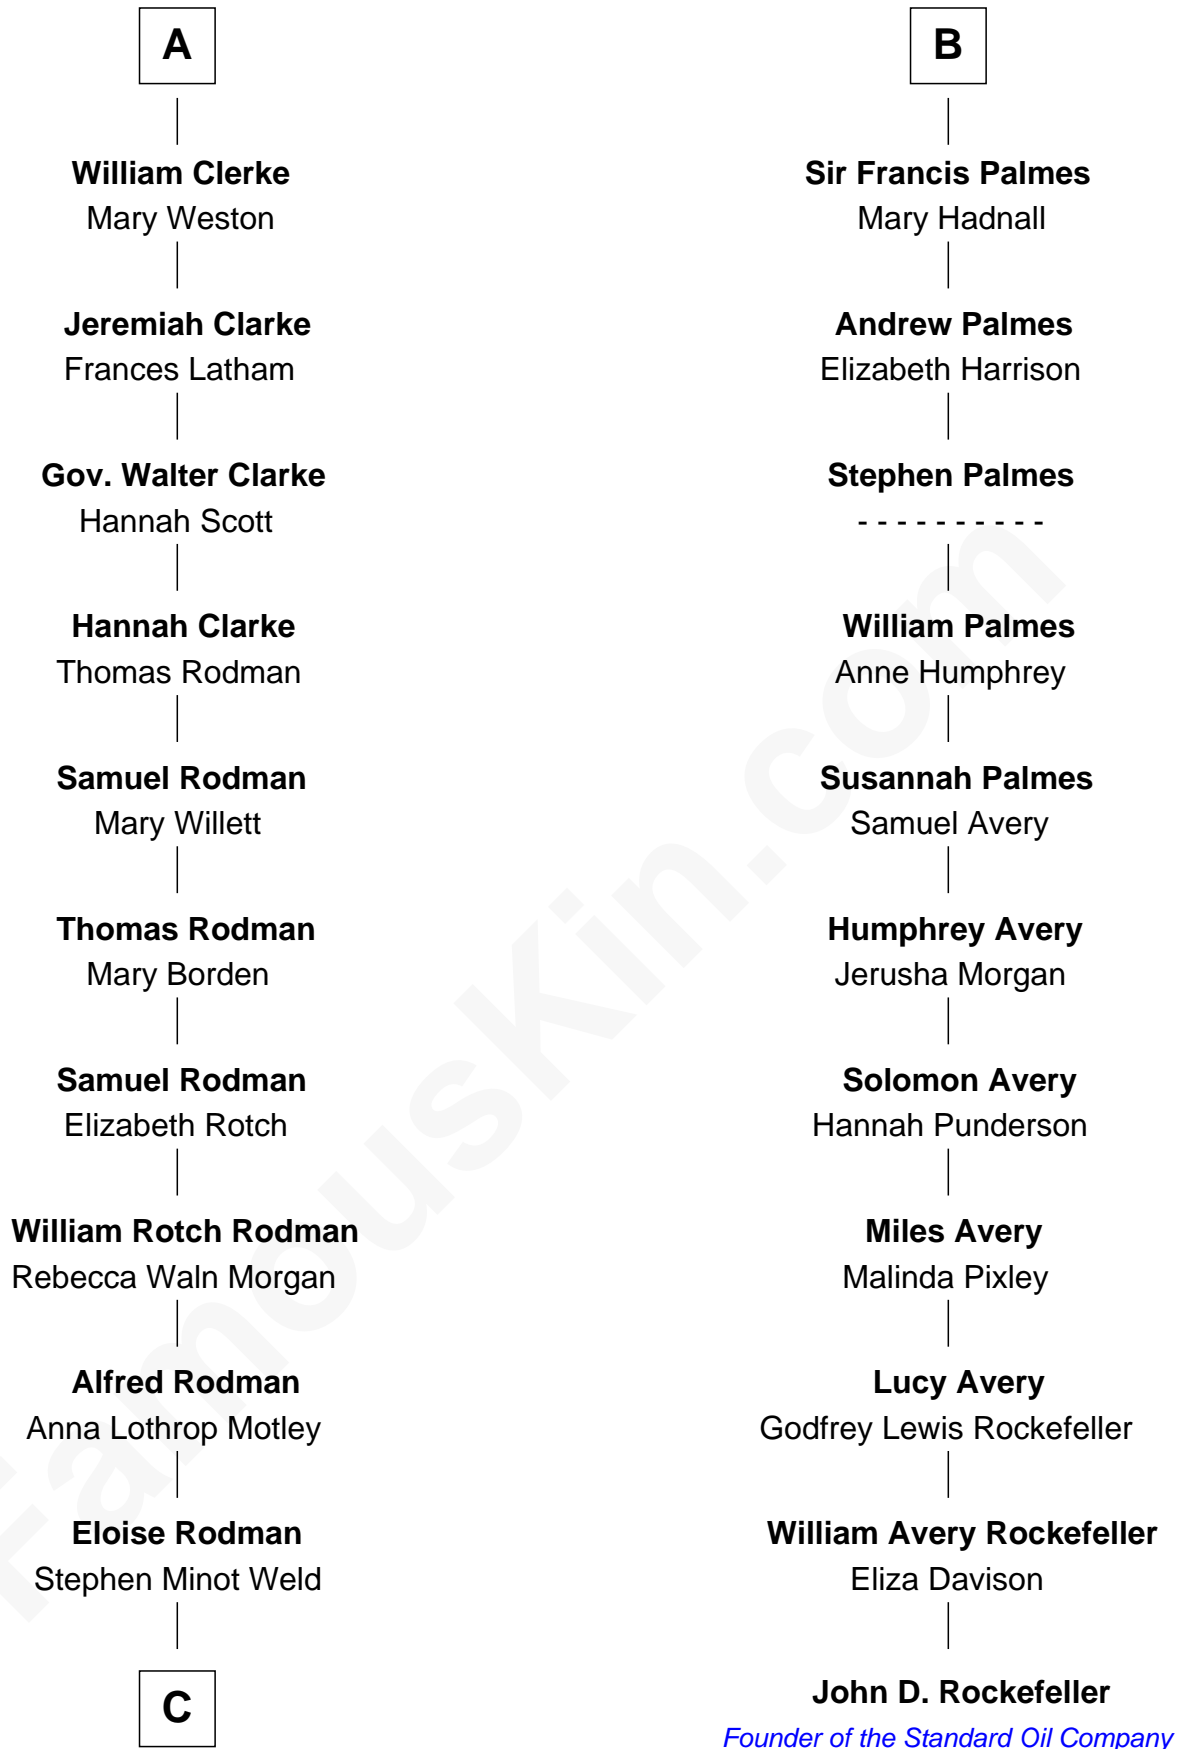 A
William Clerke
Mary Weston
Jeremiah Clarke
Frances Latham
Gov. Walter Clarke
Hannah Scott
Hannah Clarke
Thomas Rodman
Samuel Rodman
Mary Willett
Thomas Rodman
Mary Borden
Samuel Rodman
Elizabeth Rotch
William Rotch Rodman
Rebecca Waln Morgan
Alfred Rodman
Anna Lothrop Motley
Eloise Rodman
Stephen Minot Weld
C
B
Sir Francis Palmes
Mary Hadnall
Andrew Palmes
Elizabeth Harrison
Stephen Palmes
- - - - - - - - - -
William Palmes
Anne Humphrey
Susannah Palmes
Samuel Avery
Humphrey Avery
Jerusha Morgan
Solomon Avery
Hannah Punderson
Miles Avery
Malinda Pixley
Lucy Avery
Godfrey Lewis Rockefeller
William Avery Rockefeller
Eliza Davison
John D. Rockefeller
Founder of the Standard Oil Company
FamousKin.com